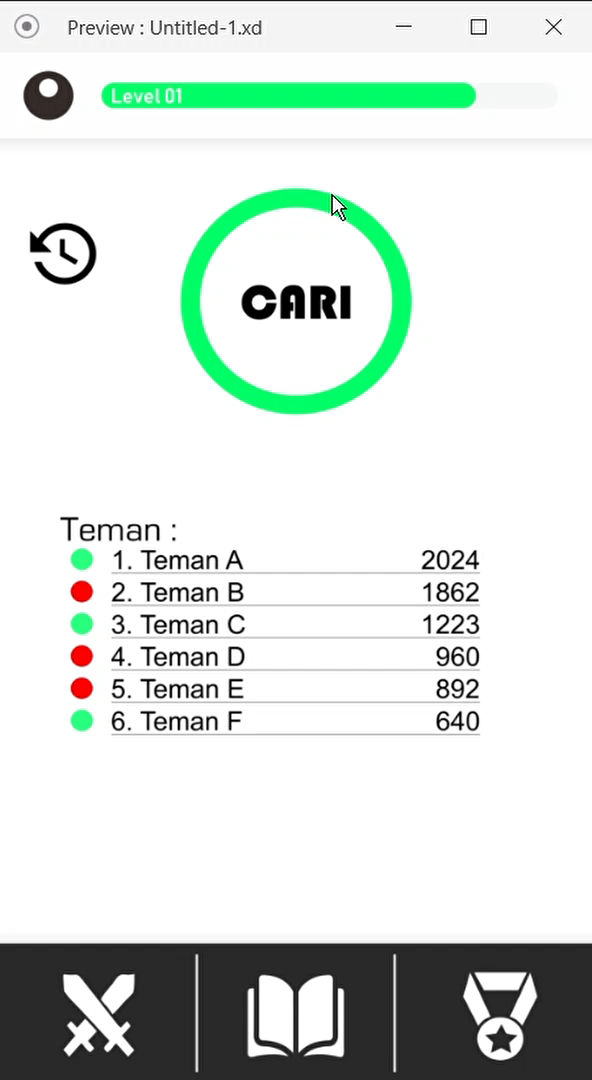 Preview : Untitled-1.xd
Level 01
CARI
Teman :
1. Teman A 2024
2. Teman B 1862
3. Teman C 1223
4. Teman D 960
5. Teman E 892
6. Teman F 640